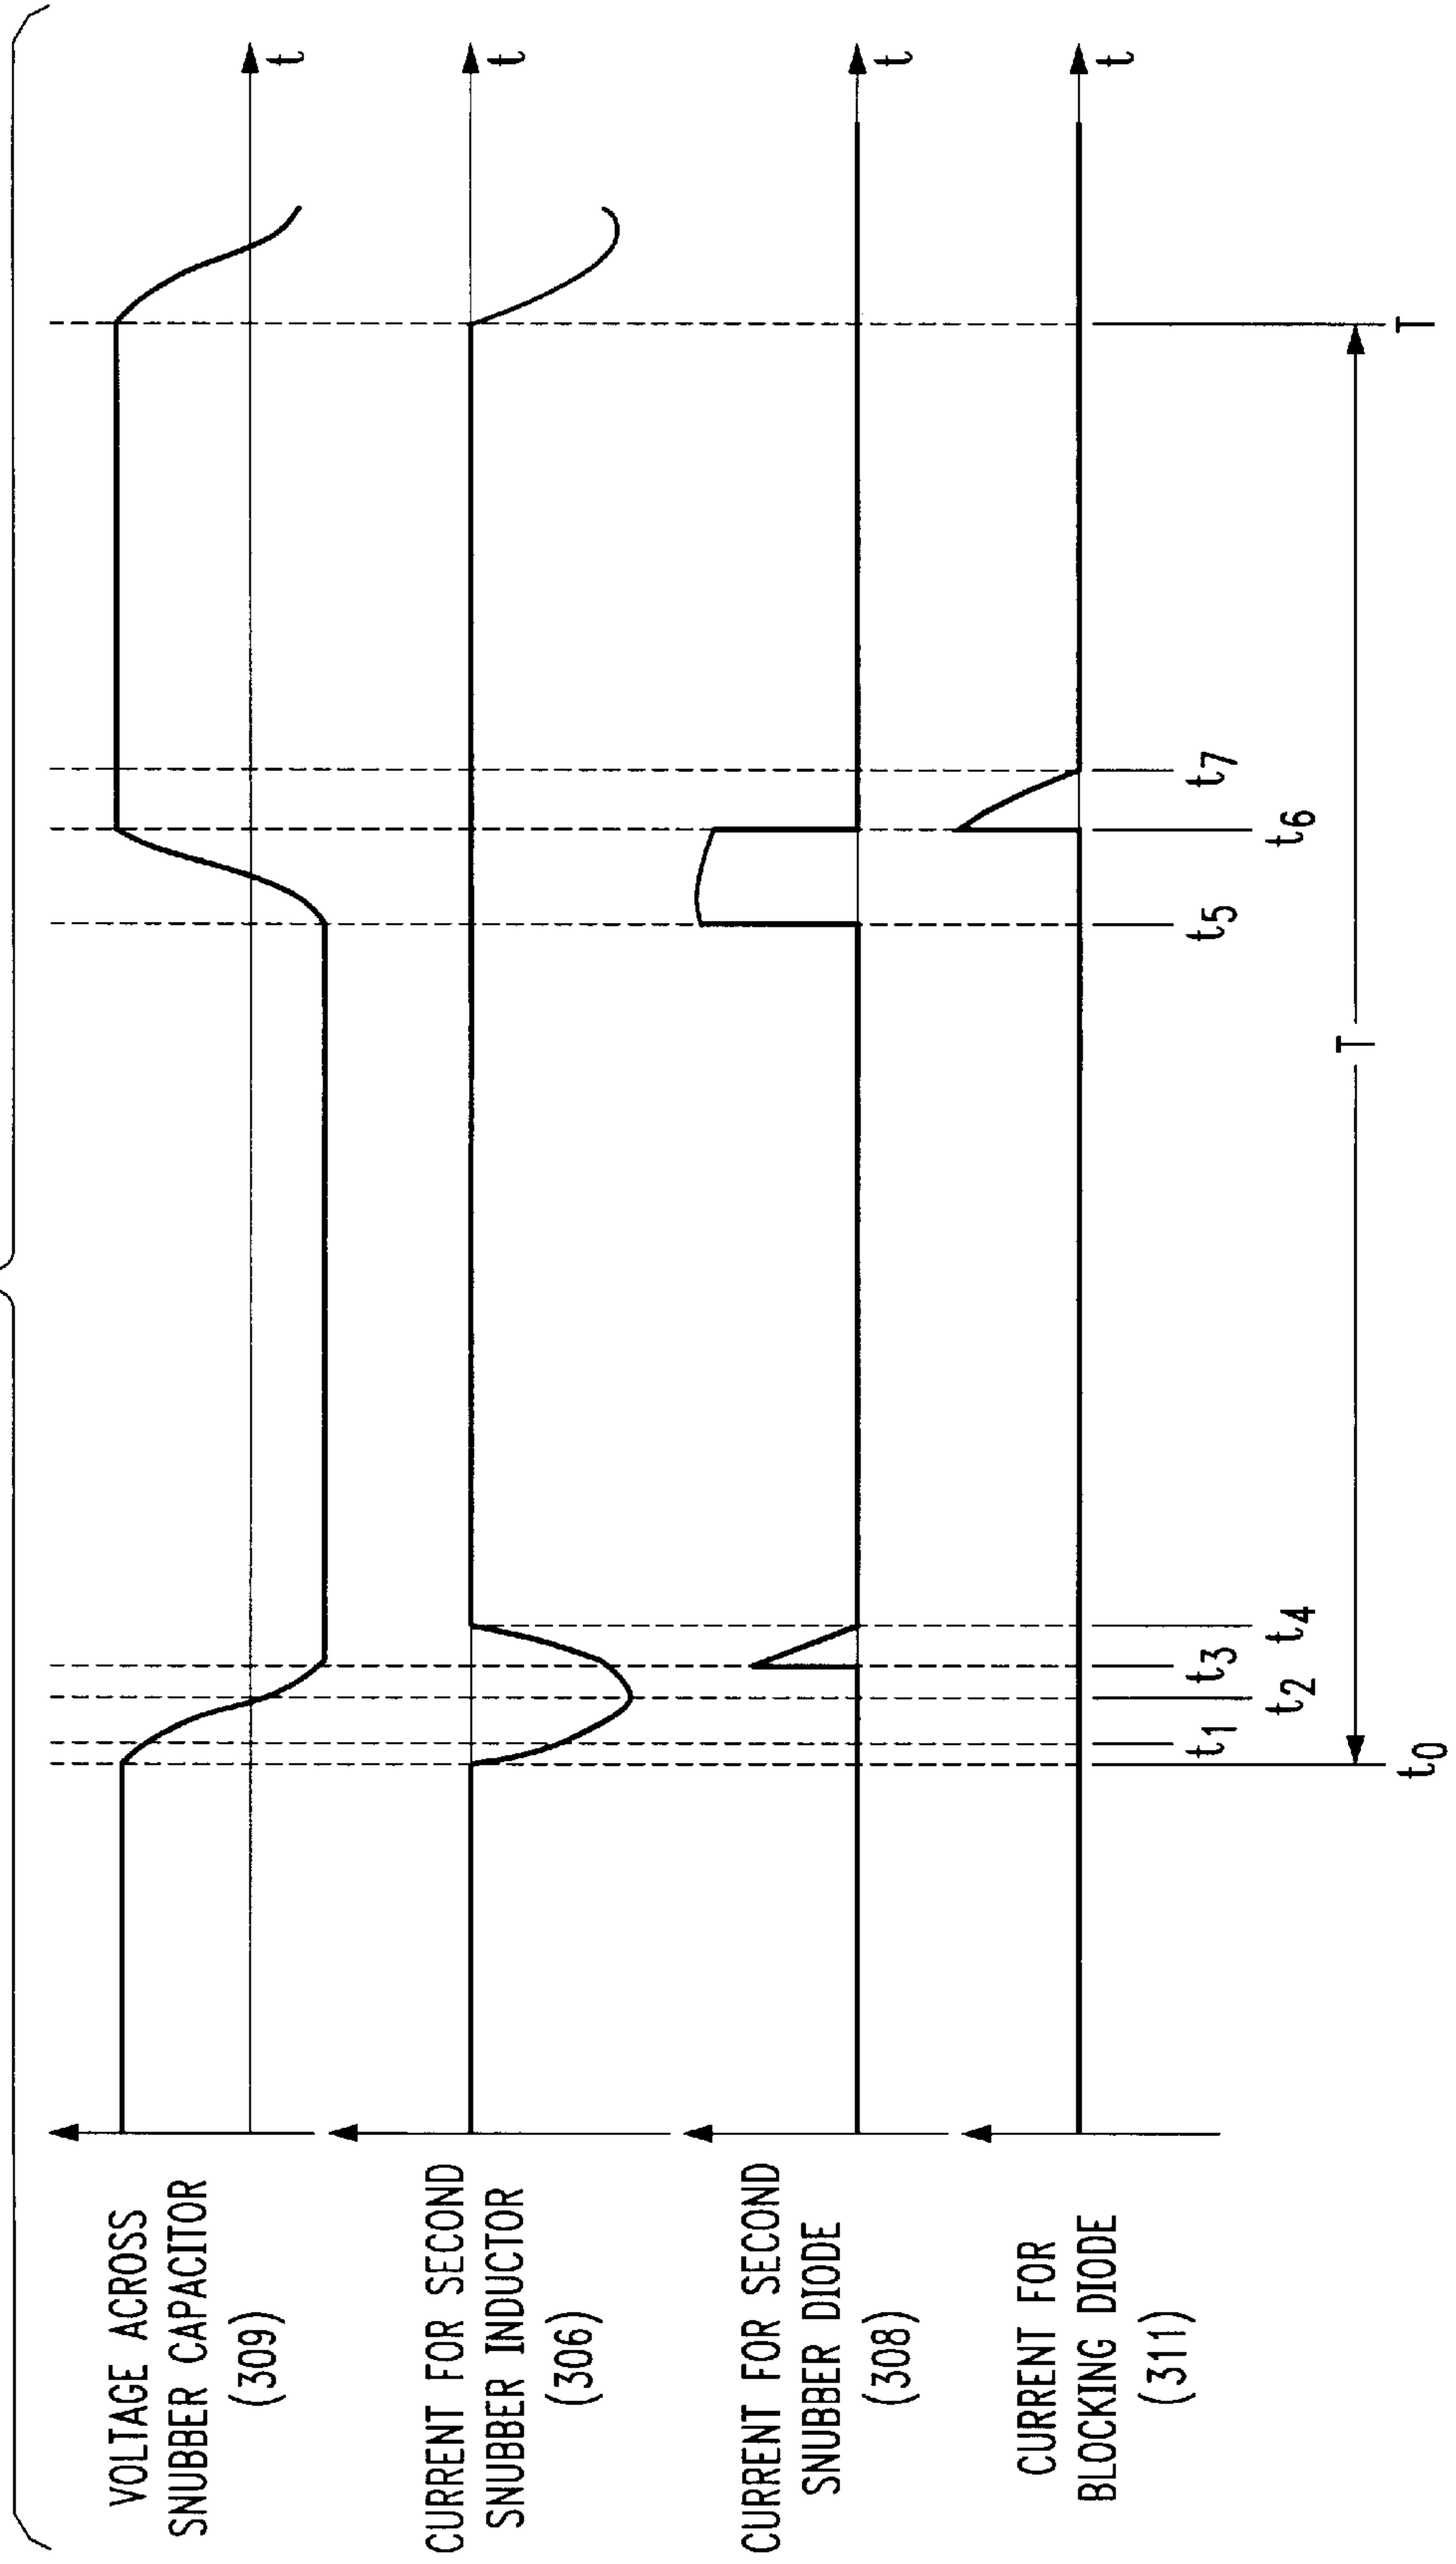 VOLTAGE ACROSS
SNUBBER CAPACITOR
(309)
t
CURRENT FOR SECOND
SNUBBER INDUCTOR
(306)
t
CURRENT FOR SECOND
SNUBBER DIODE
(308)
t
CURRENT FOR
BLOCKING DIODE
(311)
t
t0 t1 t2 t3 t4 t5 t6 t7 T
T